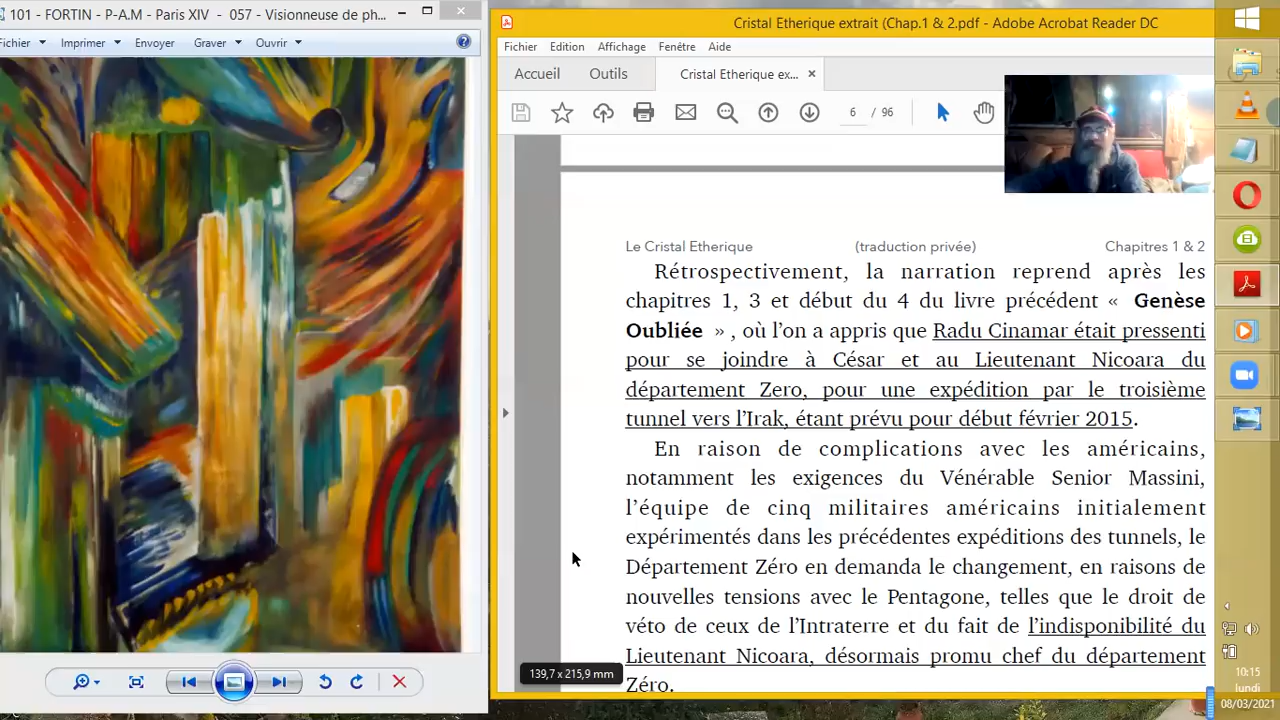 101 - FORTIN - P-A.M - Paris XIV - 057 - Visionneuse de ph...
Fichier Imprimer Envoyer Graver Ouvrir
Cristal Etherique extrait (Chap.1 & 2.pdf - Adobe Acrobat Reader DC
Fichier Edition Affichage Fenêtre Aide
Accueil Outils Cristal Etherique ex...
6 / 96
Le Cristal Etherique (traduction privée) Chapitres 1 & 2
Rétrospectivement, la narration reprend après les
chapitres 1, 3 et début du 4 du livre précédent « Genèse
Oubliée » , où l'on a appris que Radu Cinamar était pressenti
pour se joindre à César et au Lieutenant Nicoara du
département Zero, pour une expédition par le troisième
tunnel vers l'Irak, étant prévu pour début février 2015.
En raison de complications avec les américains,
notamment les exigences du Vénérable Senior Massini,
l'équipe de cinq militaires américains initialement
expérimentés dans les précédentes expéditions des tunnels, le
Département Zéro en demanda le changement, en raisons de
nouvelles tensions avec le Pentagone, telles que le droit de
véto de ceux de l'Intraterre et du fait de l'indisponibilité du
Lieutenant Nicoara, désormais promu chef du département
Zéro.
139,7 x 215,9 mm
10:15
lundi
08/03/2021